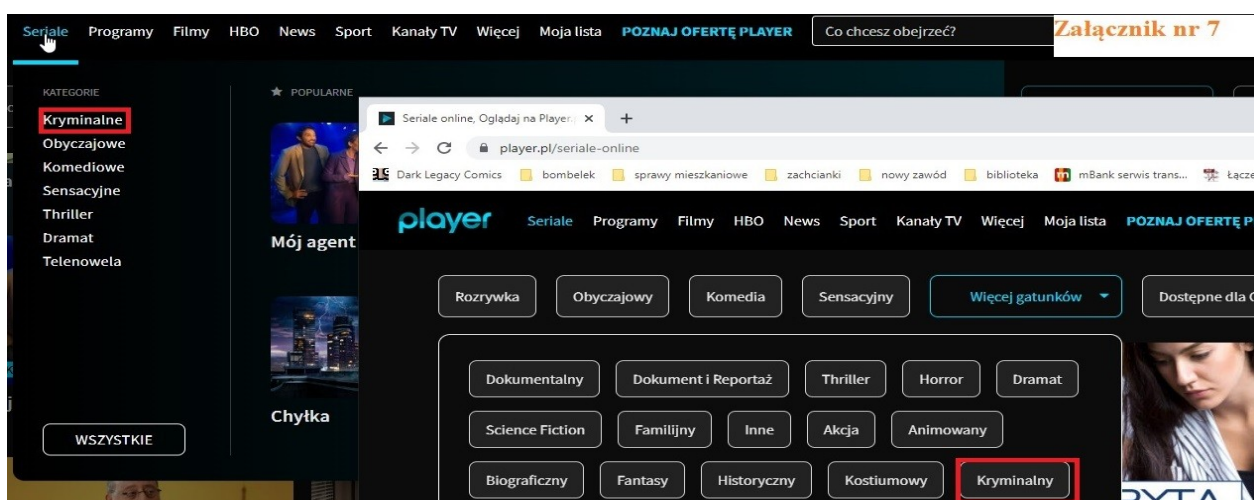 Seriale Programy Filmy HBO News Sport Kanały TV Więcej Moja lista POZNAJ OFERTĘ PLAYER Co chcesz obejrzeć? Załącznik nr 7
KATEGORIE
Kryminalne
Obyczajowe
Komediowe
Sensacyjne
Thriller
Dramat
Telenowela
WSZYSTKIE
POPULARNE
Mój agent
Chyłka
Seriale online, Oglądaj na Player.
player.pl/seriale-online
Dark Legacy Comics bombelek sprawy mieszkaniowe zachcianki nowy zawód biblioteka mBank serwis trans... Łącze
player Seriale Programy Filmy HBO News Sport Kanały TV Więcej Moja lista POZNAJ OFERTĘ P
Rozrywka Obyczajowy Komedia Sensacyjny Więcej gatunków Dostępne dla
Dokumentalny Dokument i Reportaż Thriller Horror Dramat
Science Fiction Familijny Inne Akcja Animowany
Biograficzny Fantasy Historyczny Kostiumowy Kryminalny